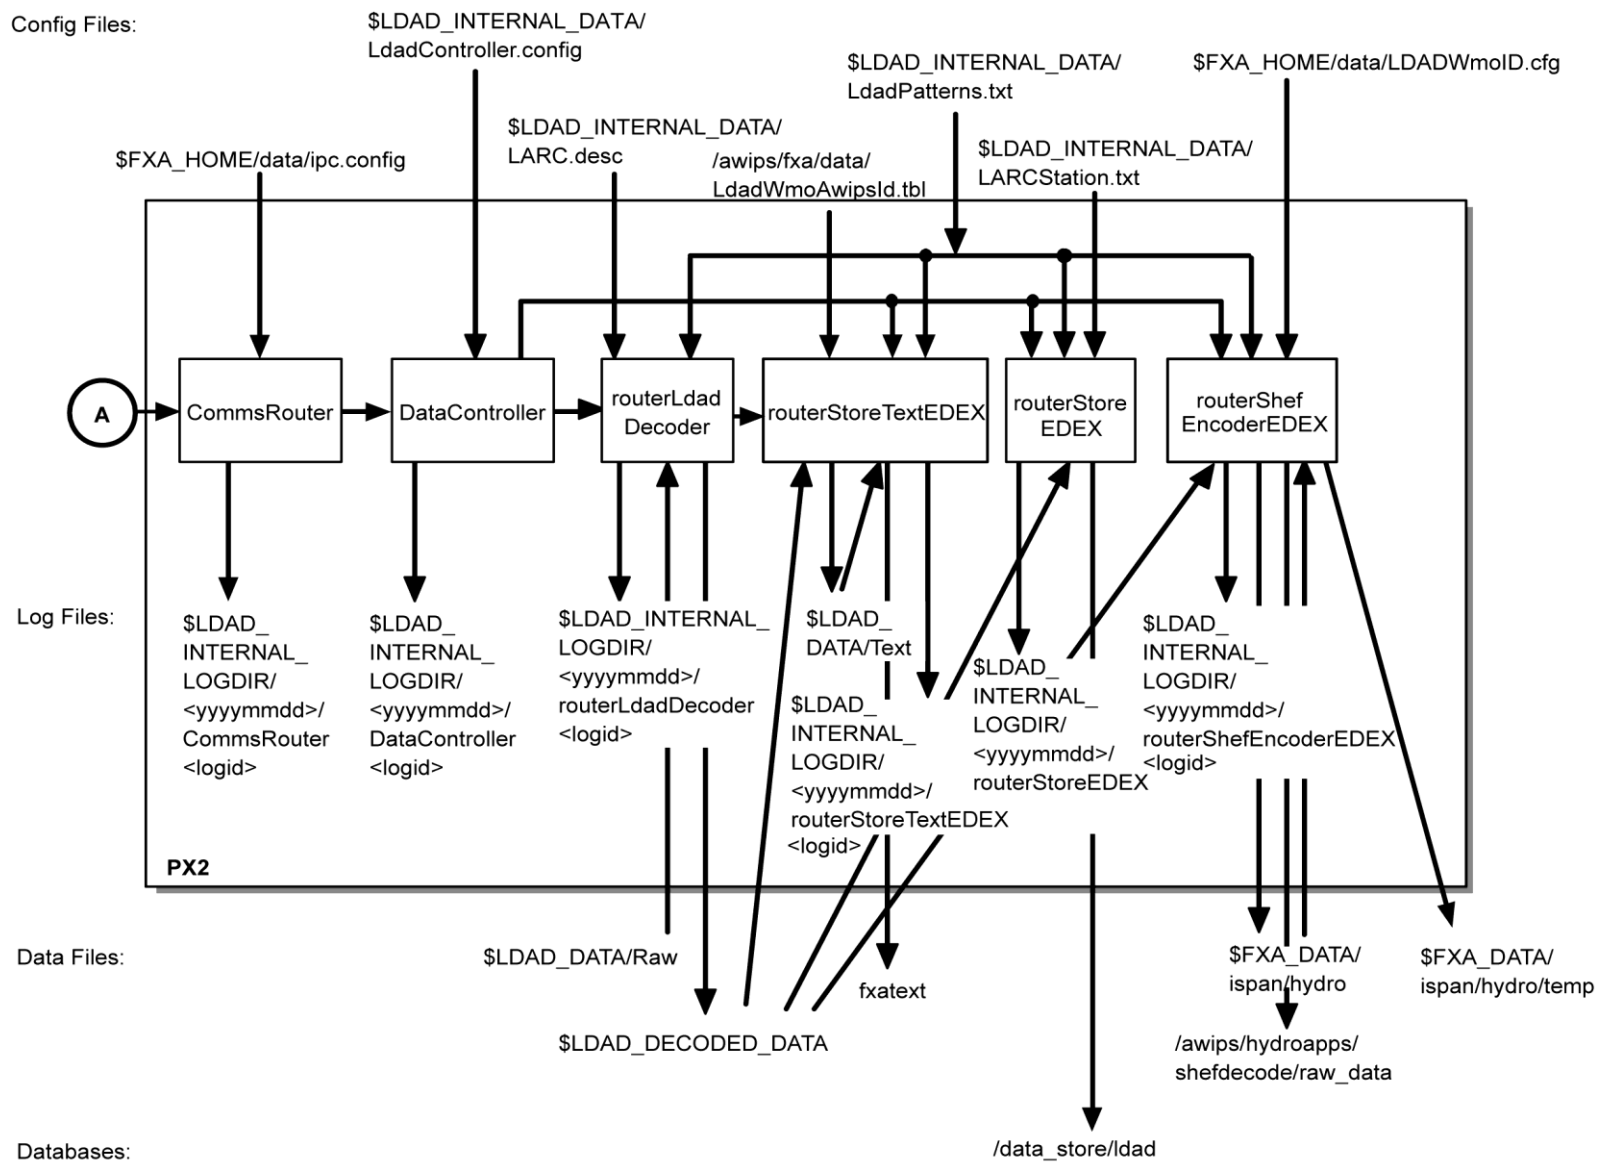 Config Files:
$LDAD_INTERNAL_DATA/
LdadController.config
$LDAD_INTERNAL_DATA/
LdadPatterns.txt
$FXA_HOME/data/LDADWmoID.cfg
$LDAD_INTERNAL_DATA/
LARC.desc
$FXA_HOME/data/ipc.config
/awips/fxa/data/
LdadWmoAwipsId.tbl
$LDAD_INTERNAL_DATA/
LARCStation.txt
A
CommsRouter
DataController
routerLdad
Decoder
routerStoreTextEDEX
routerStore
EDEX
routerShef
EncoderEDEX
Log Files:
$LDAD_
INTERNAL_
LOGDIR/
<yyyymmdd>/
CommsRouter
<logid>
$LDAD_
INTERNAL_
LOGDIR/
<yyyymmdd>/
DataController
<logid>
$LDAD_INTERNAL_
LOGDIR/
<yyyymmdd>/
routerLdadDecoder
<logid>
$LDAD_
DATA/Text
$LDAD_
INTERNAL_
LOGDIR/
<yyyymmdd>/
routerStoreTextEDEX
<logid>
$LDAD_
INTERNAL_
LOGDIR/
<yyyymmdd>/
routerStoreEDEX
$LDAD_
INTERNAL_
LOGDIR/
<yyyymmdd>/
routerShefEncoderEDEX
<logid>
PX2
Data Files:
$LDAD_DATA/Raw
$LDAD_DECODED_DATA
fxatext
$FXA_DATA/
ispan/hydro
$FXA_DATA/
ispan/hydro/temp
/awips/hydroapps/
shefdecode/raw_data
Databases:
/data_store/ldad